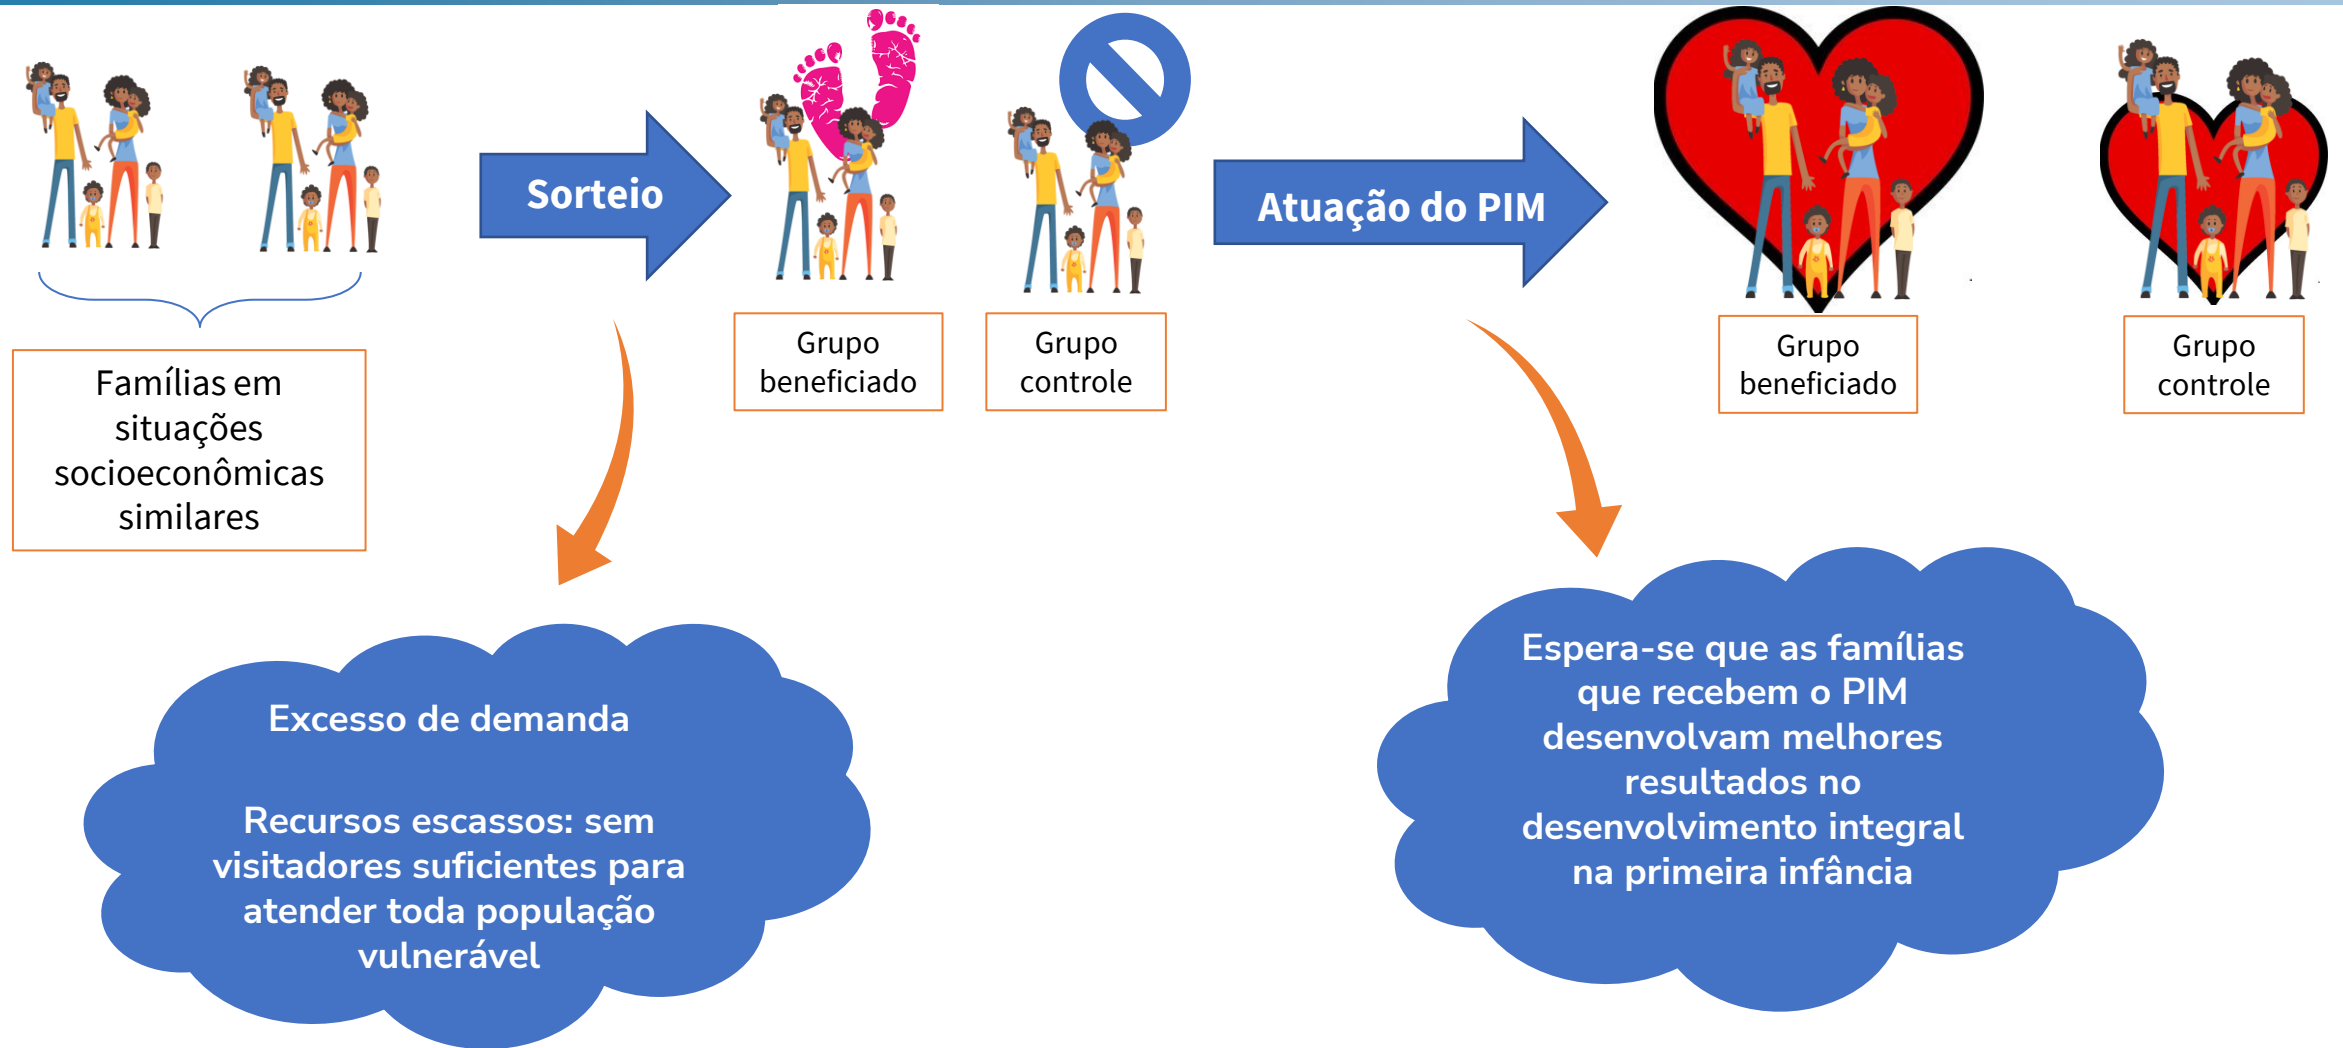 Sorteio
Atuação do PIM
Famílias em
situações
socioeconômicas
similares
Grupo
beneficiado
Grupo
controle
Grupo
beneficiado
Grupo
controle
Excesso de demanda
Recursos escassos: sem
visitadores suficientes para
atender toda população
vulnerável
Espera-se que as famílias
que recebem o PIM
desenvolvam melhores
resultados no
desenvolvimento integral
na primeira infância